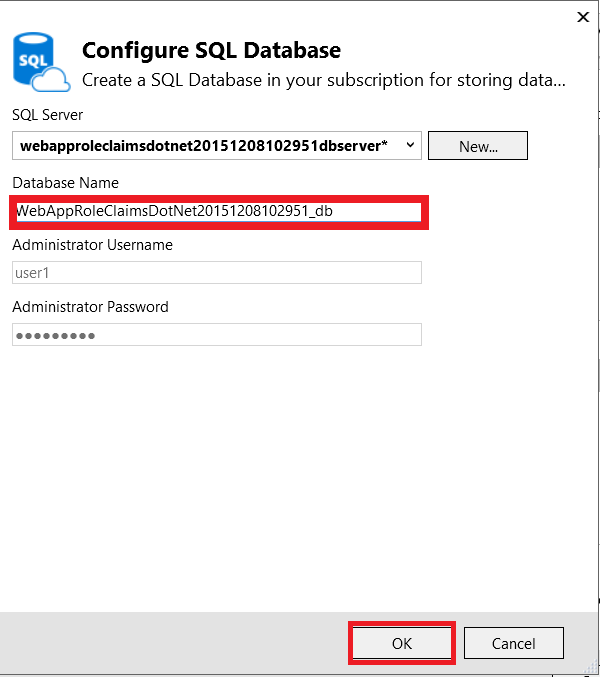 SQL
Configure SQL Database
Create a SQL Database in your subscription for storing data...
SQL Server
webapproleclaimsdotnet20151208102951dbserver*
New...
Database Name
WebAppRoleClaimsDotNet20151208102951_db
Administrator Username
user1
Administrator Password
●●●●●●●●●
OK
Cancel